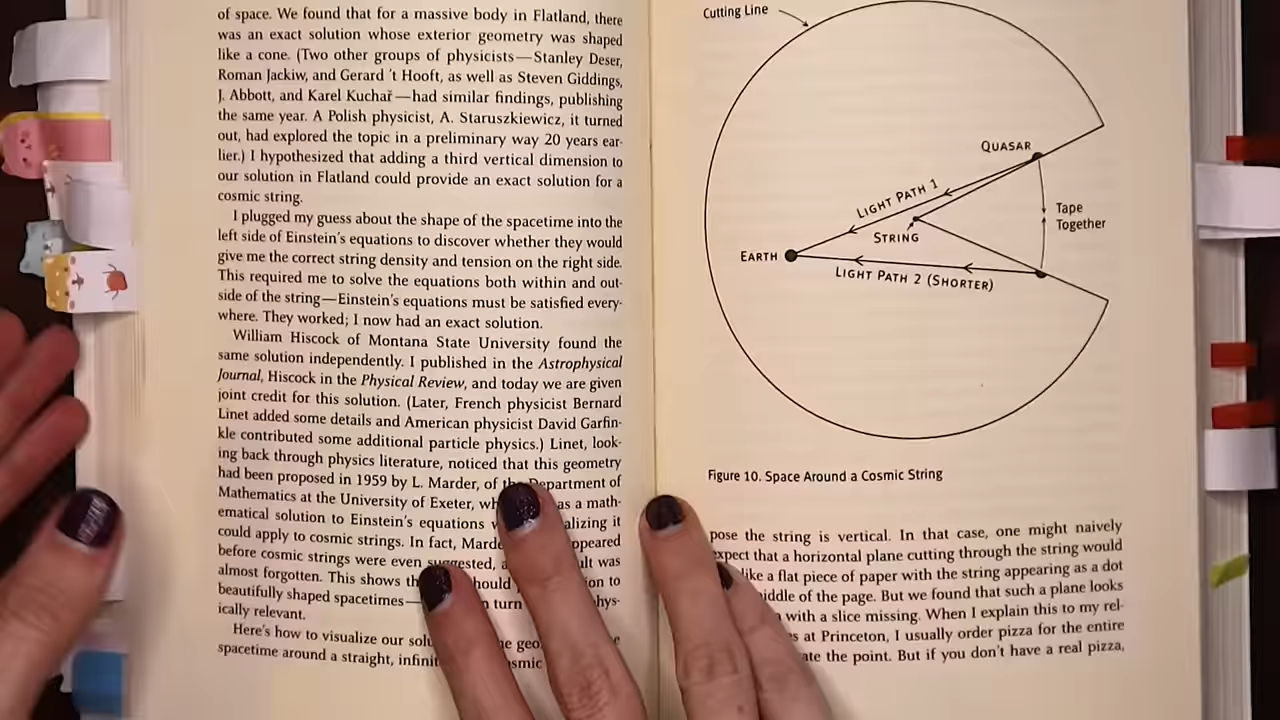 of space. We found that for a massive body in Flatland, there
was an exact solution whose exterior geometry was shaped
like a cone. (Two other groups of physicists—Stanley Deser,
Roman Jackiw, and Gerard 't Hooft, as well as Steven Giddings,
J. Abbott, and Karel Kuchař—had similar findings, publishing
the same year. A Polish physicist, A. Staruszkiewicz, it turned
out, had explored the topic in a preliminary way 20 years ear-
lier.) I hypothesized that adding a third vertical dimension to
our solution in Flatland could provide an exact solution for a
cosmic string.
I plugged my guess about the shape of the spacetime into the
left side of Einstein's equations to discover whether they would
give me the correct string density and tension on the right side.
This required me to solve the equations both within and out-
side of the string—Einstein's equations must be satisfied every-
where. They worked; I now had an exact solution.
William Hiscock of Montana State University found the
same solution independently. I published in the Astrophysical
Journal, Hiscock in the Physical Review, and today we are given
joint credit for this solution. (Later, French physicist Bernard
Linet added some details and American physicist David Garfin-
kle contributed some additional particle physics.) Linet, look-
ing back through physics literature, noticed that this geometry
had been proposed in 1959 by L. Marder, of the Department of
Mathematics at the University of Exeter, as a math-
ematical solution to Einstein's equations
could apply to cosmic strings. In fact,
before cosmic strings were even suggested, was
almost forgotten. This shows to
beautifully shaped spacetimes— turn
ically relevant.
Here's how to visualize our
spacetime around a straight,
Cutting Line
QUASAR
LIGHT PATH 1
Tape
Together
STRING
EARTH
LIGHT PATH 2 (SHORTER)
Figure 10. Space Around a Cosmic String
pose the string is vertical. In that case, one might naively
expect that a horizontal plane cutting through the string would
like a flat piece of paper with the string appearing as a dot
middle of the page. But we found that such a plane looks
with a slice missing. When I explain this to my rel-
at Princeton, I usually order pizza for the entire
the point. But if you don't have a real pizza,